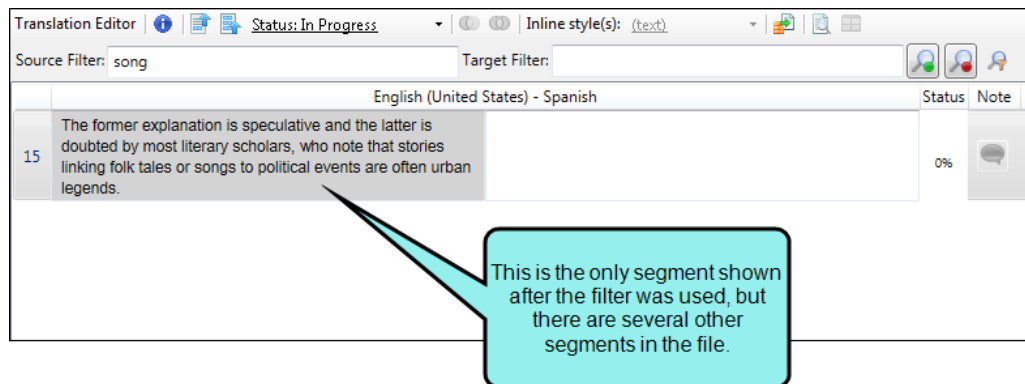 Translation Editor Status: In Progress Inline style(s): (text)
Source Filter: song Target Filter:
English (United States) - Spanish Status Note
15 The former explanation is speculative and the latter is
doubted by most literary scholars, who note that stories
linking folk tales or songs to political events are often urban
legends.
0%
This is the only segment shown
after the filter was used, but
there are several other
segments in the file.